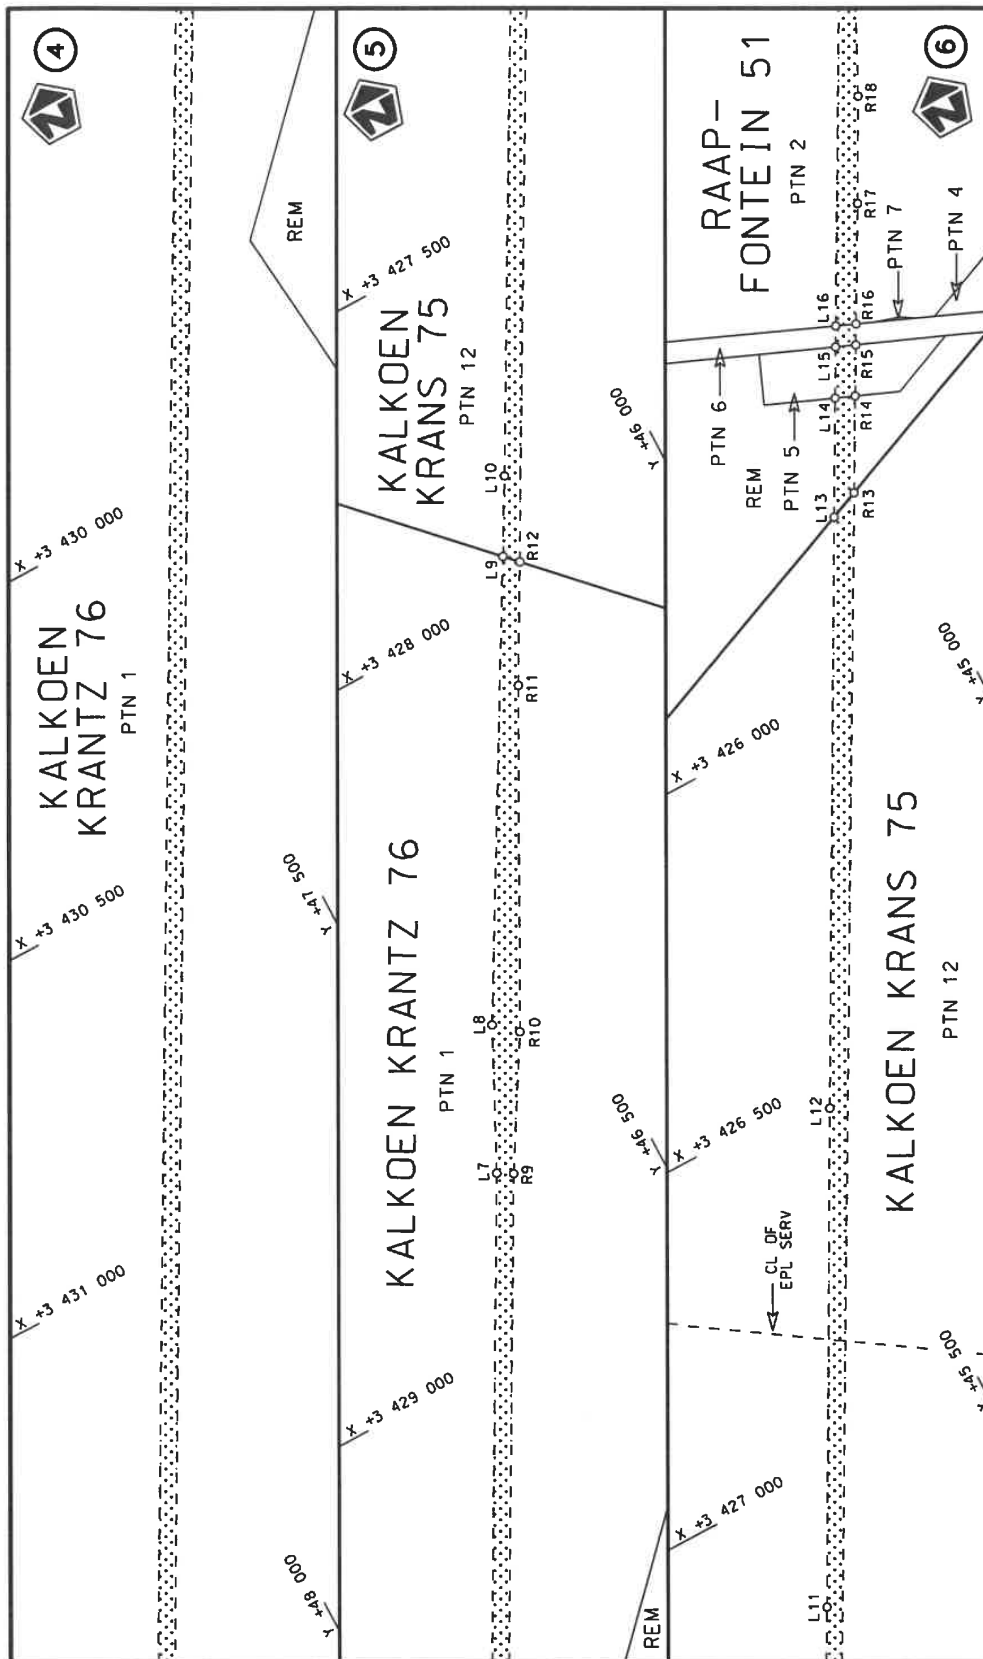 4
X +3 431 000
X +3 430 500
X +3 430 000
KALKOEN
KRANTZ 76
PTN 1
REM
Y +48 000
Y +47 500
5
X +3 429 000
X +3 428 000
X +3 427 500
KALKOEN KRANTZ 76
PTN 1
KALKOEN
KRANS 75
PTN 12
L7
L8
L9
L10
R9
R10
R11
R12
REM
Y +46 500
Y +46 000
6
X +3 427 000
X +3 426 500
X +3 426 000
CL OF
EPL SERV
RAAP-
FONTEIN 51
PTN 2
PTN 6
REM
PTN 5
L11
L12
L13
L14
L15
L16
R13
R14
R15
R16
R17
R18
PTN 7
PTN 4
KALKOEN KRANS 75
PTN 12
Y +45 500
Y +45 000